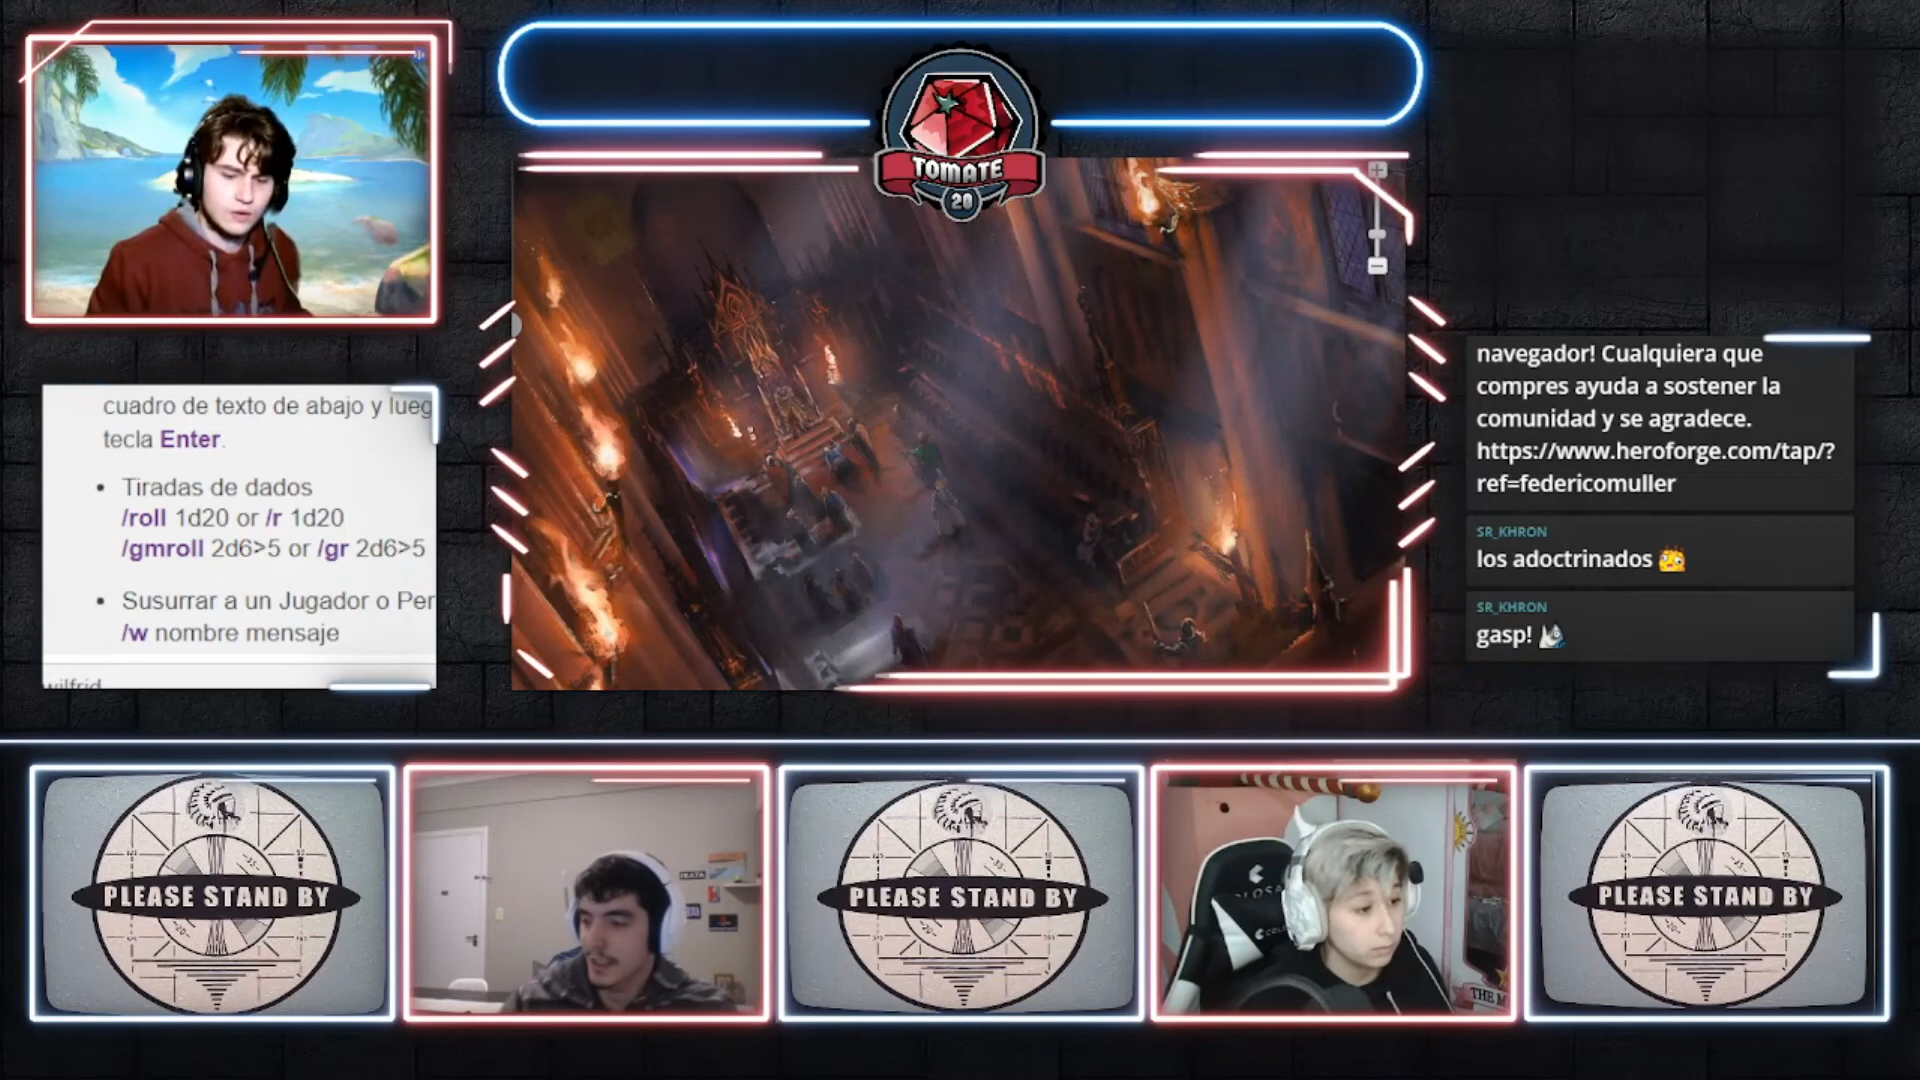 TOMATE
20
cuadro de texto de abajo y lueg
tecla Enter.
• Tiradas de dados
/roll 1d20 or /r 1d20
/gmroll 2d6>5 or /gr 2d6>5
• Susurrar a un Jugador o Per
/w nombre mensaje
wilfrid
navegador! Cualquiera que
compres ayuda a sostener la
comunidad y se agradece.
https://www.heroforge.com/tap/?
ref=federicomuller
SR_KHRON
los adoctrinados
SR_KHRON
gasp!
PLEASE STAND BY
PLEASE STAND BY
PLEASE STAND BY
THE M